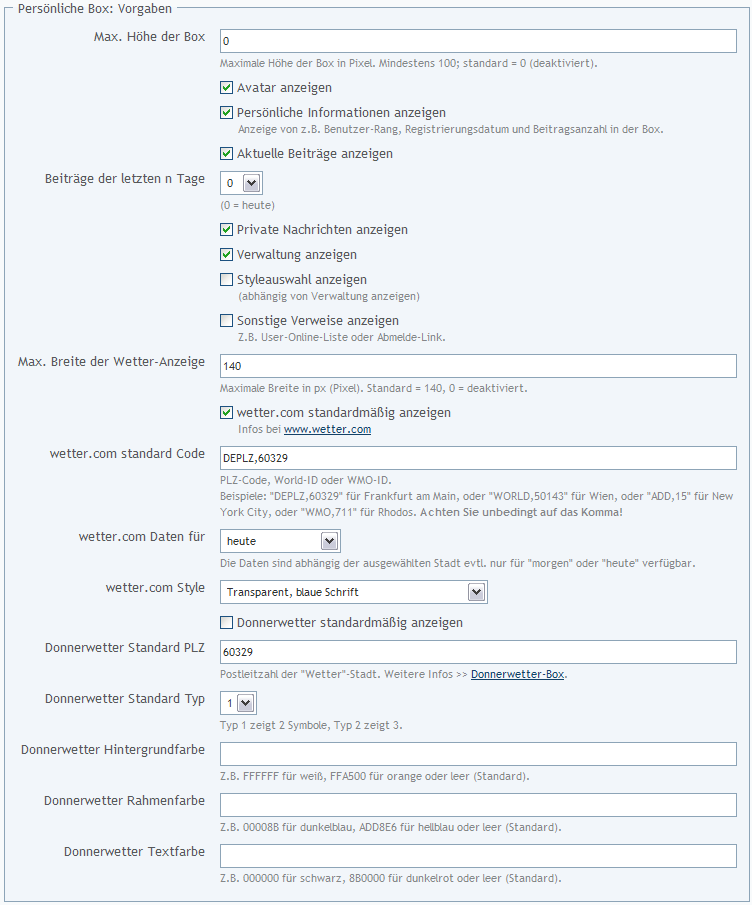 Persönliche Box: Vorgaben
Max. Höhe der Box
0
Maximale Höhe der Box in Pixel. Mindestens 100; standard = 0 (deaktiviert).
Avatar anzeigen
Persönliche Informationen anzeigen
Anzeige von z.B. Benutzer-Rang, Registrierungsdatum und Beitragsanzahl in der Box.
Aktuelle Beiträge anzeigen
Beiträge der letzten n Tage
0
(0 = heute)
Private Nachrichten anzeigen
Verwaltung anzeigen
Styleauswahl anzeigen
(abhängig von Verwaltung anzeigen)
Sonstige Verweise anzeigen
Z.B. User-Online-Liste oder Abmelde-Link.
Max. Breite der Wetter-Anzeige
140
Maximale Breite in px (Pixel). Standard = 140, 0 = deaktiviert.
wetter.com standardmäßig anzeigen
Infos bei www.wetter.com
wetter.com standard Code
DEPLZ,60329
PLZ-Code, World-ID oder WMO-ID.
Beispiele: "DEPLZ,60329" für Frankfurt am Main, oder "WORLD,50143" für Wien, oder "ADD,15" für New
York City, oder "WMO,711" für Rhodos. Achten Sie unbedingt auf das Komma!
wetter.com Daten für
heute
Die Daten sind abhängig der ausgewählten Stadt evtl. nur für "morgen" oder "heute" verfügbar.
wetter.com Style
Transparent, blaue Schrift
Donnerwetter standardmäßig anzeigen
Donnerwetter Standard PLZ
60329
Postleitzahl der "Wetter"-Stadt. Weitere Infos >> Donnerwetter-Box.
Donnerwetter Standard Typ
1
Typ 1 zeigt 2 Symbole, Typ 2 zeigt 3.
Donnerwetter Hintergrundfarbe
Z.B. FFFFFF für weiß, FFA500 für orange oder leer (Standard).
Donnerwetter Rahmenfarbe
Z.B. 00008B für dunkelblau, ADD8E6 für hellblau oder leer (Standard).
Donnerwetter Textfarbe
Z.B. 000000 für schwarz, 8B0000 für dunkelrot oder leer (Standard).